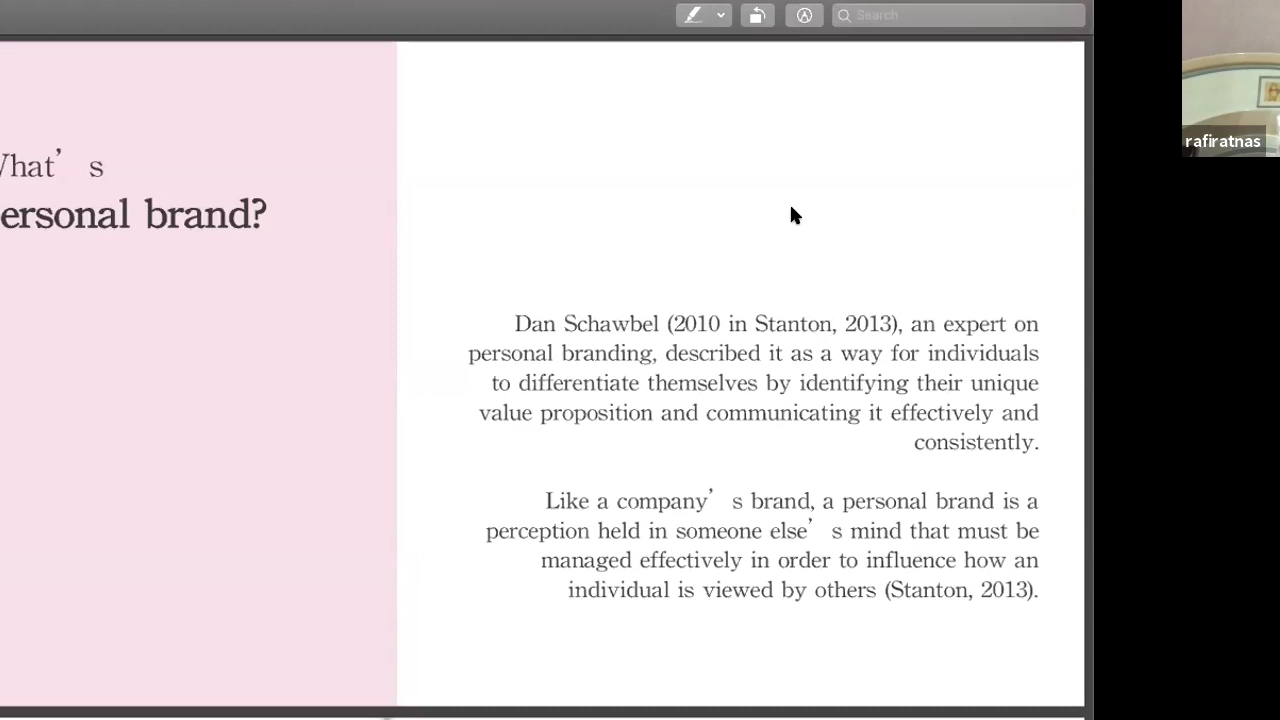 Search
What's
personal brand?
Dan Schawbel (2010 in Stanton, 2013), an expert on
personal branding, described it as a way for individuals
to differentiate themselves by identifying their unique
value proposition and communicating it effectively and
consistently.
Like a company's brand, a personal brand is a
perception held in someone else's mind that must be
managed effectively in order to influence how an
individual is viewed by others (Stanton, 2013).
rafiratnas